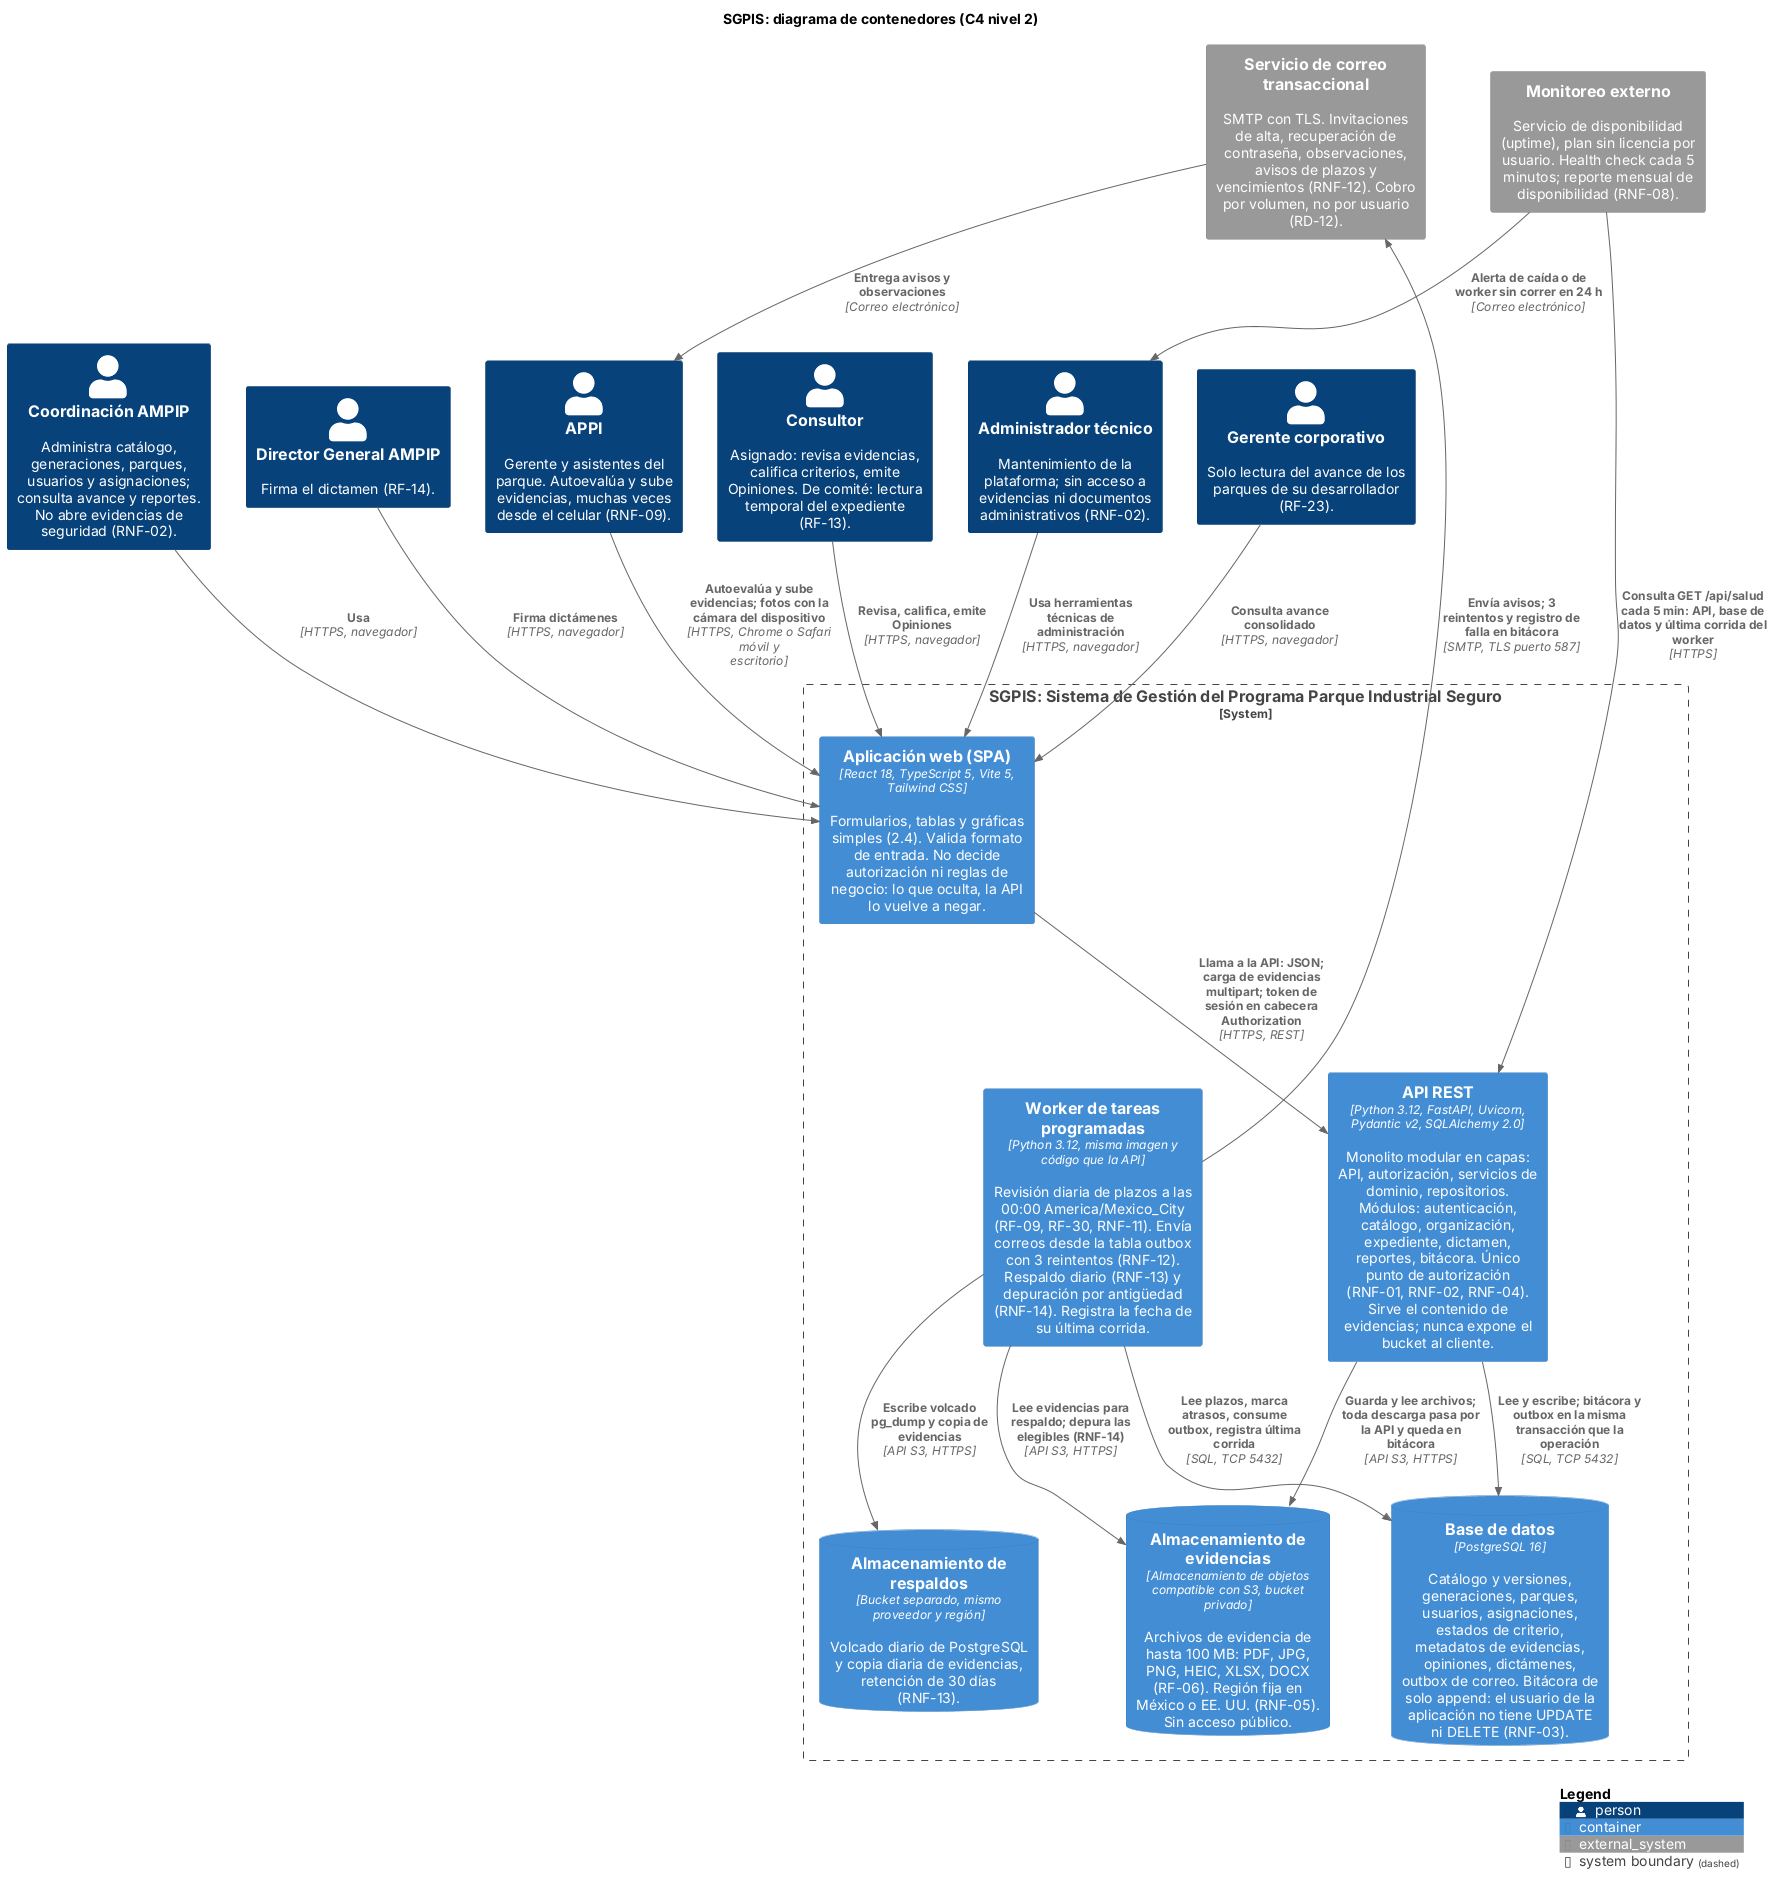 SGPIS: diagrama de contenedores (C4 nivel 2)
Servicio de correo
transaccional
SMTP con TLS. Invitaciones
de alta, recuperación de
contraseña, observaciones,
avisos de plazos y
vencimientos (RNF-12). Cobro
por volumen, no por usuario
(RD-12).
Monitoreo externo
Servicio de disponibilidad
(uptime), plan sin licencia por
usuario. Health check cada 5
minutos; reporte mensual de
disponibilidad (RNF-08).
Entrega avisos y
observaciones
[Correo electrónico]
Alerta de caída o de
worker sin correr en 24 h
[Correo electrónico]
Coordinación AMPIP
Administra catálogo,
generaciones, parques,
usuarios y asignaciones;
consulta avance y reportes.
No abre evidencias de
seguridad (RNF-02).
Director General AMPIP
Firma el dictamen (RF-14).
APPI
Gerente y asistentes del
parque. Autoevalúa y sube
evidencias, muchas veces
desde el celular (RNF-09).
Consultor
Asignado: revisa evidencias,
califica criterios, emite
Opiniones. De comité: lectura
temporal del expediente
(RF-13).
Administrador técnico
Mantenimiento de la
plataforma; sin acceso a
evidencias ni documentos
administrativos (RNF-02).
Gerente corporativo
Solo lectura del avance de los
parques de su desarrollador
(RF-23).
Usa
[HTTPS, navegador]
Firma dictámenes
[HTTPS, navegador]
Autoevalúa y sube
evidencias; fotos con la
cámara del dispositivo
[HTTPS, Chrome o Safari
móvil y
escritorio]
Revisa, califica, emite
Opiniones
[HTTPS, navegador]
Usa herramientas
técnicas de
administración
[HTTPS, navegador]
Consulta avance
consolidado
[HTTPS, navegador]
Envía avisos; 3
reintentos y registro de
falla en bitácora
[SMTP, TLS puerto 587]
Consulta GET /api/salud
cada 5 min: API, base de
datos y última corrida del
worker
[HTTPS]
SGPIS: Sistema de Gestión del Programa Parque Industrial Seguro
[System]
Aplicación web (SPA)
[React 18, TypeScript 5, Vite 5,
Tailwind CSS]
Formularios, tablas y gráficas
simples (2.4). Valida formato
de entrada. No decide
autorización ni reglas de
negocio: lo que oculta, la API
lo vuelve a negar.
Llama a la API: JSON;
carga de evidencias
multipart; token de
sesión en cabecera
Authorization
[HTTPS, REST]
Worker de tareas
programadas
[Python 3.12, misma imagen y
código que la API]
Revisión diaria de plazos a las
00:00 America/Mexico_City
(RF-09, RF-30, RNF-11). Envía
correos desde la tabla outbox
con 3 reintentos (RNF-12).
Respaldo diario (RNF-13) y
depuración por antigüedad
(RNF-14). Registra la fecha de
su última corrida.
API REST
[Python 3.12, FastAPI, Uvicorn,
Pydantic v2, SQLAlchemy 2.0]
Monolito modular en capas:
API, autorización, servicios de
dominio, repositorios.
Módulos: autenticación,
catálogo, organización,
expediente, dictamen,
reportes, bitácora. Único
punto de autorización
(RNF-01, RNF-02, RNF-04).
Sirve el contenido de
evidencias; nunca expone el
bucket al cliente.
Escribe volcado
pg_dump y copia de
evidencias
[API S3, HTTPS]
Lee evidencias para
respaldo; depura las
elegibles (RNF-14)
[API S3, HTTPS]
Lee plazos, marca
atrasos, consume
outbox, registra última
corrida
[SQL, TCP 5432]
Guarda y lee archivos;
toda descarga pasa por
la API y queda en
bitácora
[API S3, HTTPS]
Lee y escribe; bitácora y
outbox en la misma
transacción que la
operación
[SQL, TCP 5432]
Almacenamiento de
respaldos
[Bucket separado, mismo
proveedor y región]
Volcado diario de PostgreSQL
y copia diaria de evidencias,
retención de 30 días
(RNF-13).
Almacenamiento de
evidencias
[Almacenamiento de objetos
compatible con S3, bucket
privado]
Archivos de evidencia de
hasta 100 MB: PDF, JPG,
PNG, HEIC, XLSX, DOCX
(RF-06). Región fija en
México o EE. UU. (RNF-05).
Sin acceso público.
Base de datos
[PostgreSQL 16]
Catálogo y versiones,
generaciones, parques,
usuarios, asignaciones,
estados de criterio,
metadatos de evidencias,
opiniones, dictámenes,
outbox de correo. Bitácora de
solo append: el usuario de la
aplicación no tiene UPDATE
ni DELETE (RNF-03).
Legend
person
container
external_system
system boundary (dashed)